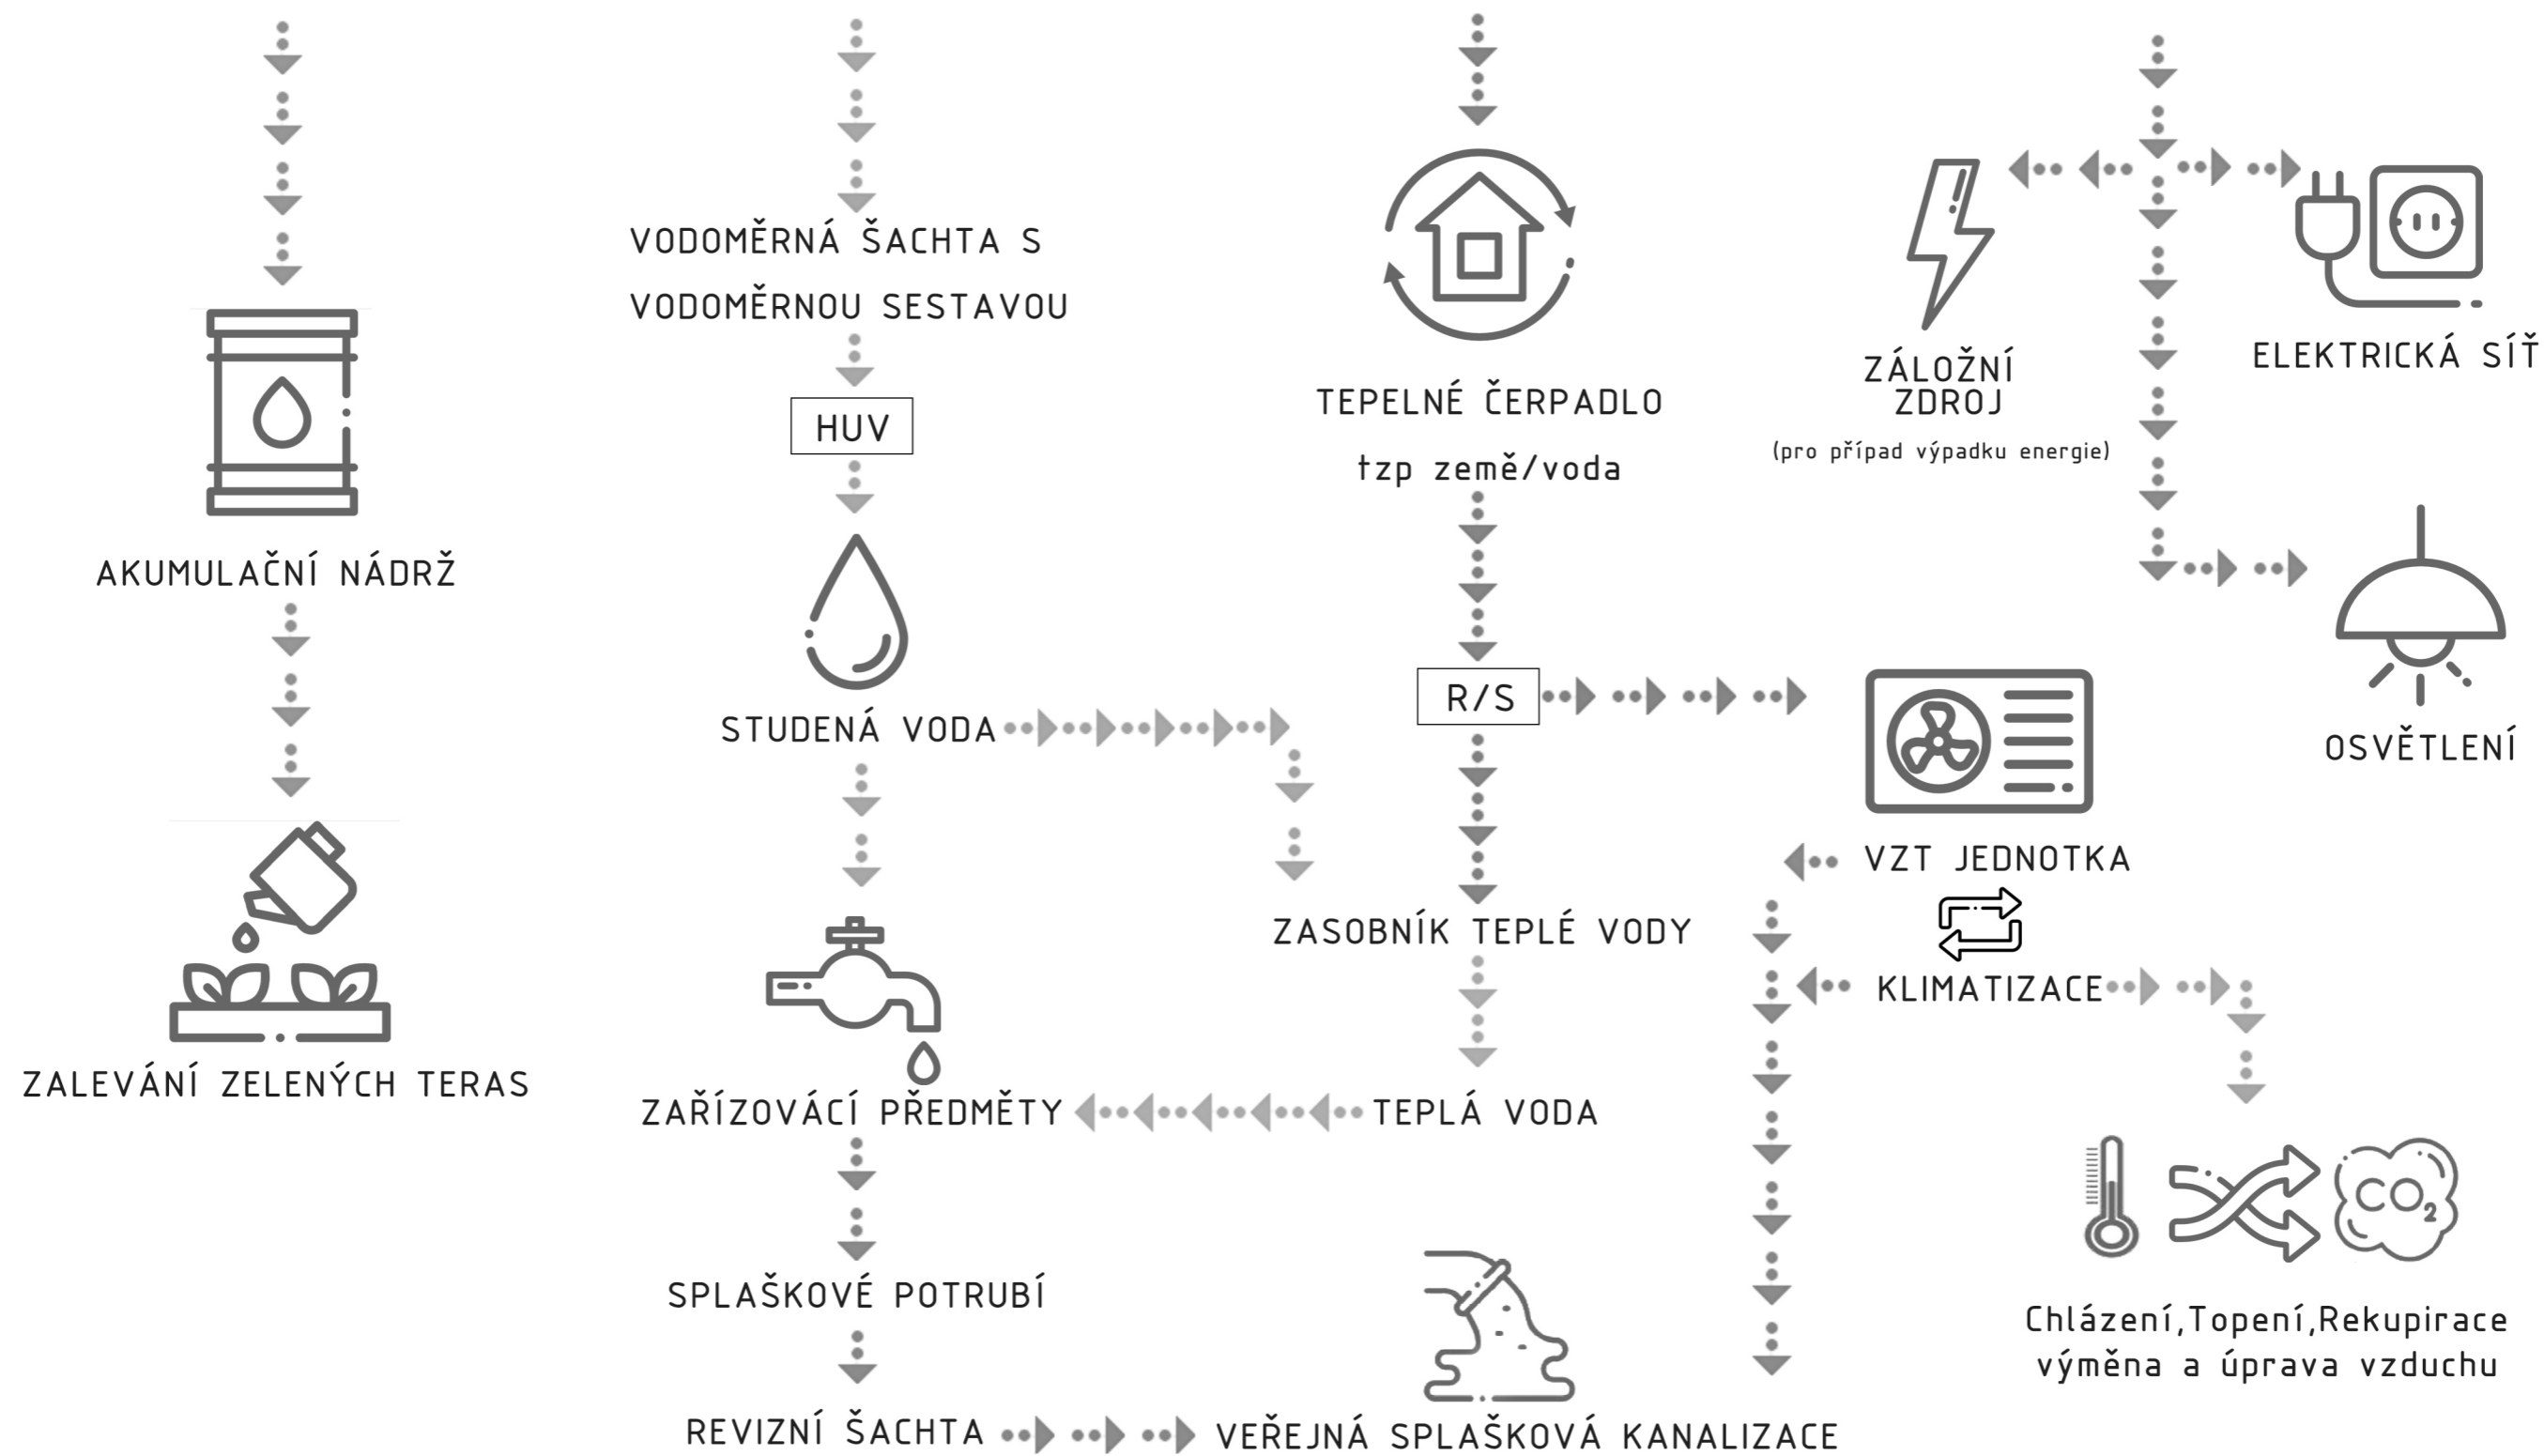 VODOMĚRNÁ ŠACHTA S
VODOMĚRNOU SESTAVOU
HUV
STUDENÁ VODA
AKUMULAČNÍ NÁDRŽ
ZALEVÁNÍ ZELENÝCH TERAS
ZAŘÍZOVÁCÍ PŘEDMĚTY
SPLAŠKOVÉ POTRUBÍ
REVIZNÍ ŠACHTA
VEŘEJNÁ SPLAŠKOVÁ KANALIZACE
TEPELNÉ ČERPADLO
tzp země/voda
R/S
ZASOBNÍK TEPLÉ VODY
TEPLÁ VODA
ZÁLOŽNÍ
ZDROJ
(pro případ výpadku energie)
ELEKTRICKÁ SÍŤ
OSVĚTLENÍ
VZT JEDNOTKA
KLIMATIZACE
CO2
Chlázení,Topení,Rekupirace
výměna a úprava vzduchu